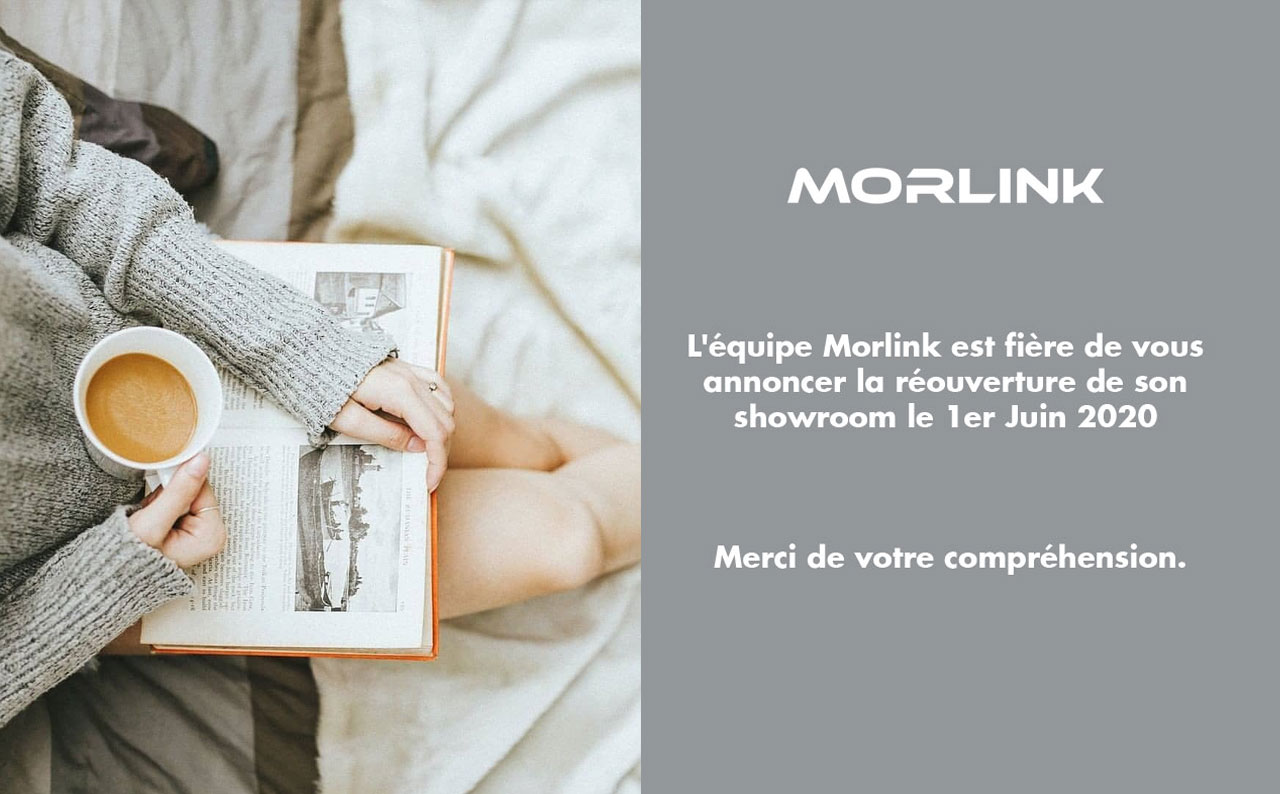 MORLINK
L'équipe Morlink est fière de vous
annoncer la réouverture de son
showroom le 1er Juin 2020
Merci de votre compréhension.